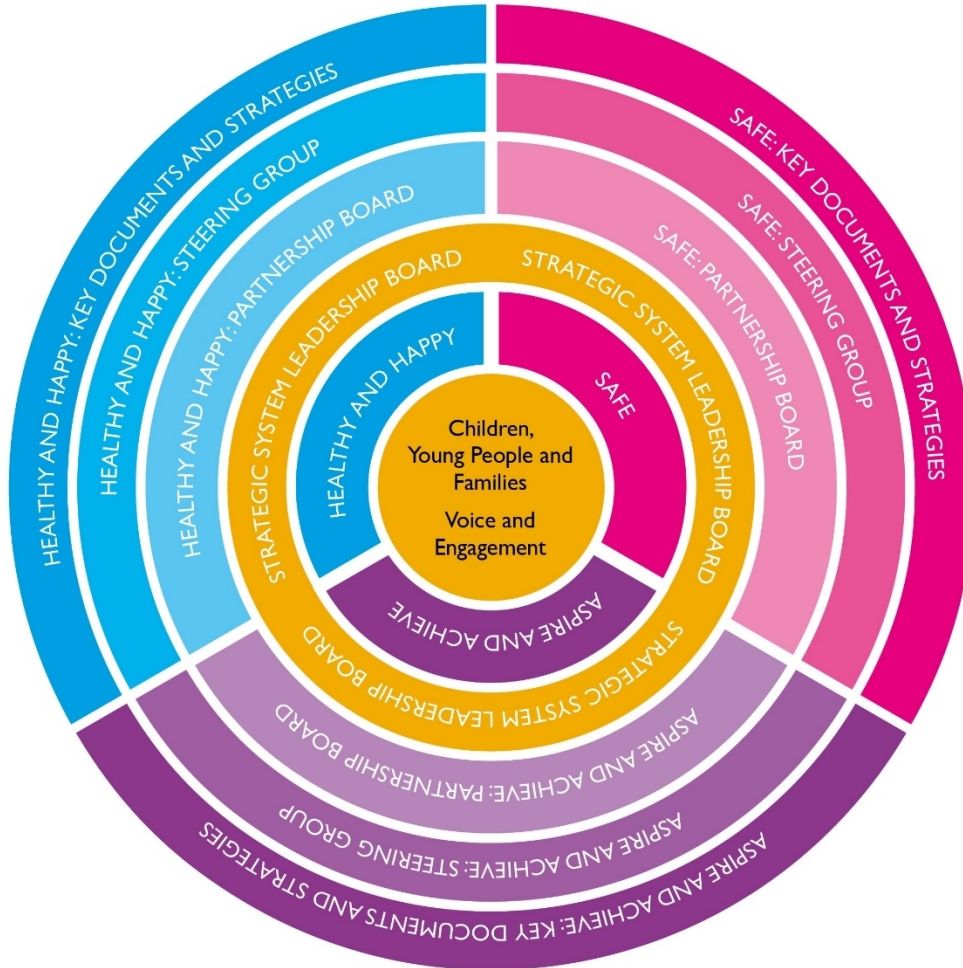 HEALTHY AND HAPPY: KEY DOCUMENTS AND STRATEGIES
HEALTHY AND HAPPY: STEERING GROUP
HEALTHY AND HAPPY: PARTNERSHIP BOARD
SAFE: KEY DOCUMENTS AND STRATEGIES
SAFE: STEERING GROUP
SAFE: PARTNERSHIP BOARD
STRATEGIC SYSTEM LEADERSHIP BOARD
STRATEGIC SYSTEM LEADERSHIP BOARD
HEALTHY AND HAPPY
SAFE
Children,
Young People and
Families
Voice and
Engagement
ASPIRE AND ACHIEVE
STRATEGIC SYSTEM LEADERSHIP BOARD
ASPIRE AND ACHIEVE: PARTNERSHIP BOARD
ASPIRE AND ACHIEVE: STEERING GROUP
ASPIRE AND ACHIEVE: KEY DOCUMENTS AND STRATEGIES